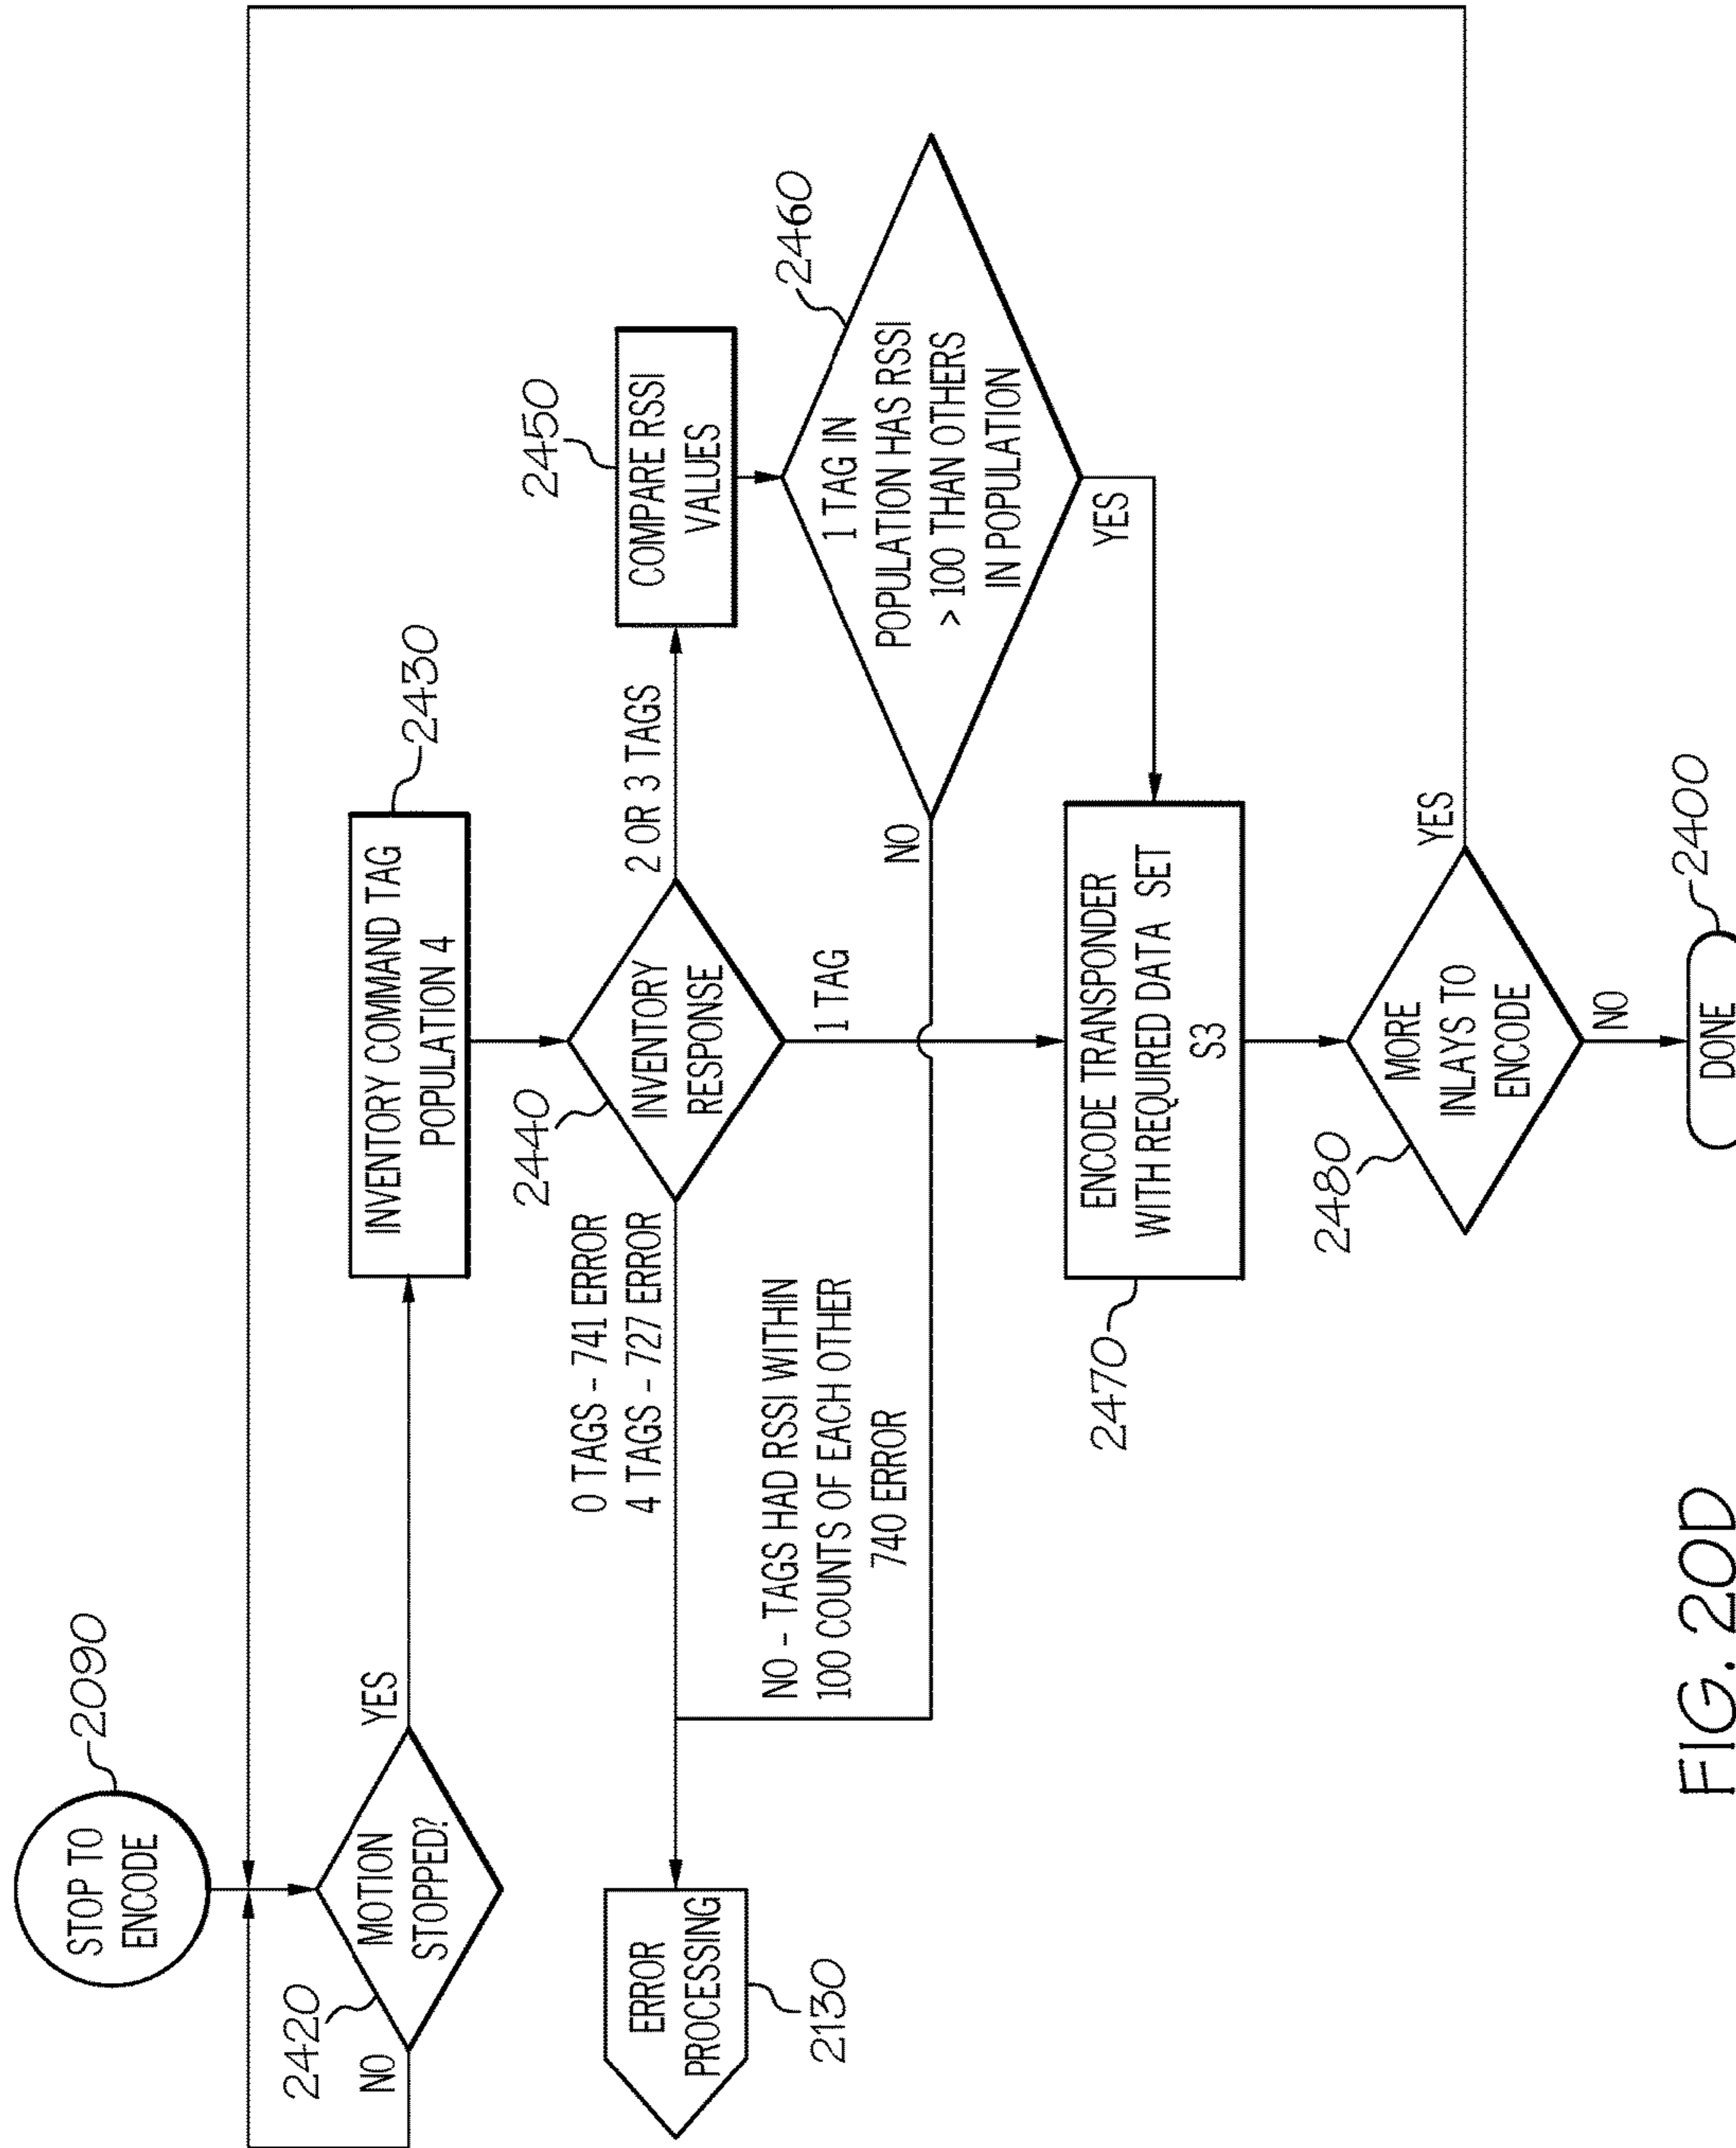 STOP TO
ENCODE
2090
MOTION
STOPPED?
2420
NO
YES
INVENTORY COMMAND TAG
POPULATION 4
2430
INVENTORY
RESPONSE
2440
0 TAGS - 741 ERROR
4 TAGS - 727 ERROR
2 OR 3 TAGS
1 TAG
COMPARE RSSI
VALUES
2450
1 TAG IN
POPULATION HAS RSSI
> 100 THAN OTHERS
IN POPULATION
2460
NO
YES
NO - TAGS HAD RSSI WITHIN
100 COUNTS OF EACH OTHER
740 ERROR
ERROR
PROCESSING
2130
ENCODE TRANSPONDER
WITH REQUIRED DATA SET
S3
2470
MORE
INLAYS TO
ENCODE
2480
YES
NO
DONE
2400
FIG. 20D